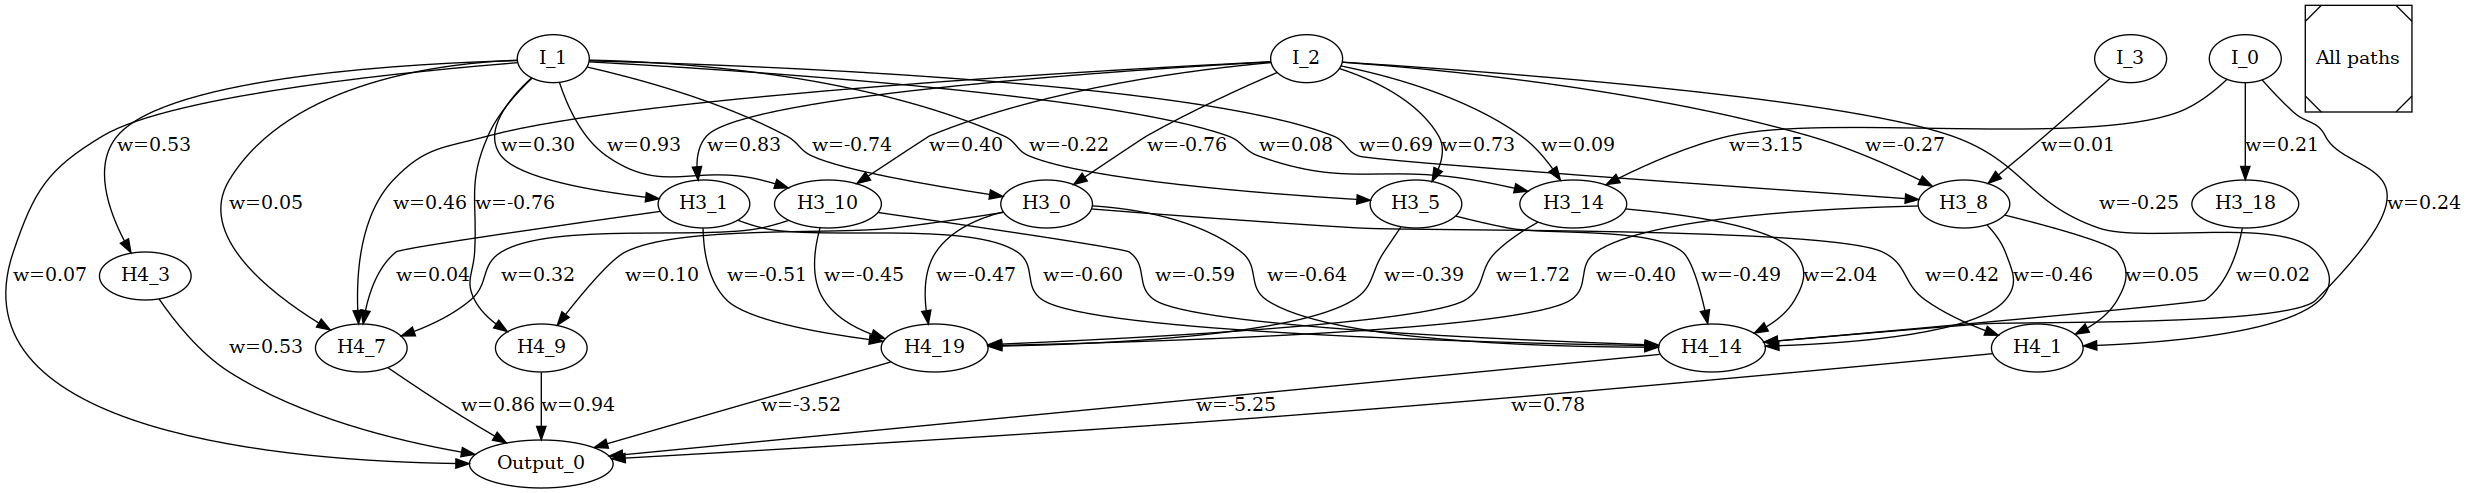 I_1
I_2
I_3
I_0
All paths
w=0.53
w=0.30
w=0.93
w=0.83
w=-0.74
w=0.40
w=-0.22
w=-0.76
w=0.08
w=0.69
w=0.73
w=0.09
w=3.15
w=-0.27
w=0.01
w=0.21
w=0.05
w=0.46
w=-0.76
H3_1
H3_10
H3_0
H3_5
H3_14
H3_8
w=-0.25
H3_18
w=0.24
w=0.07
H4_3
w=0.04
w=0.32
w=0.10
w=-0.51
w=-0.45
w=-0.47
w=-0.60
w=-0.59
w=-0.64
w=-0.39
w=1.72
w=-0.40
w=-0.49
w=2.04
w=0.42
w=-0.46
w=0.05
w=0.02
w=0.53
H4_7
H4_9
H4_19
H4_14
H4_1
w=0.86
w=0.94
w=-3.52
w=-5.25
w=0.78
Output_0